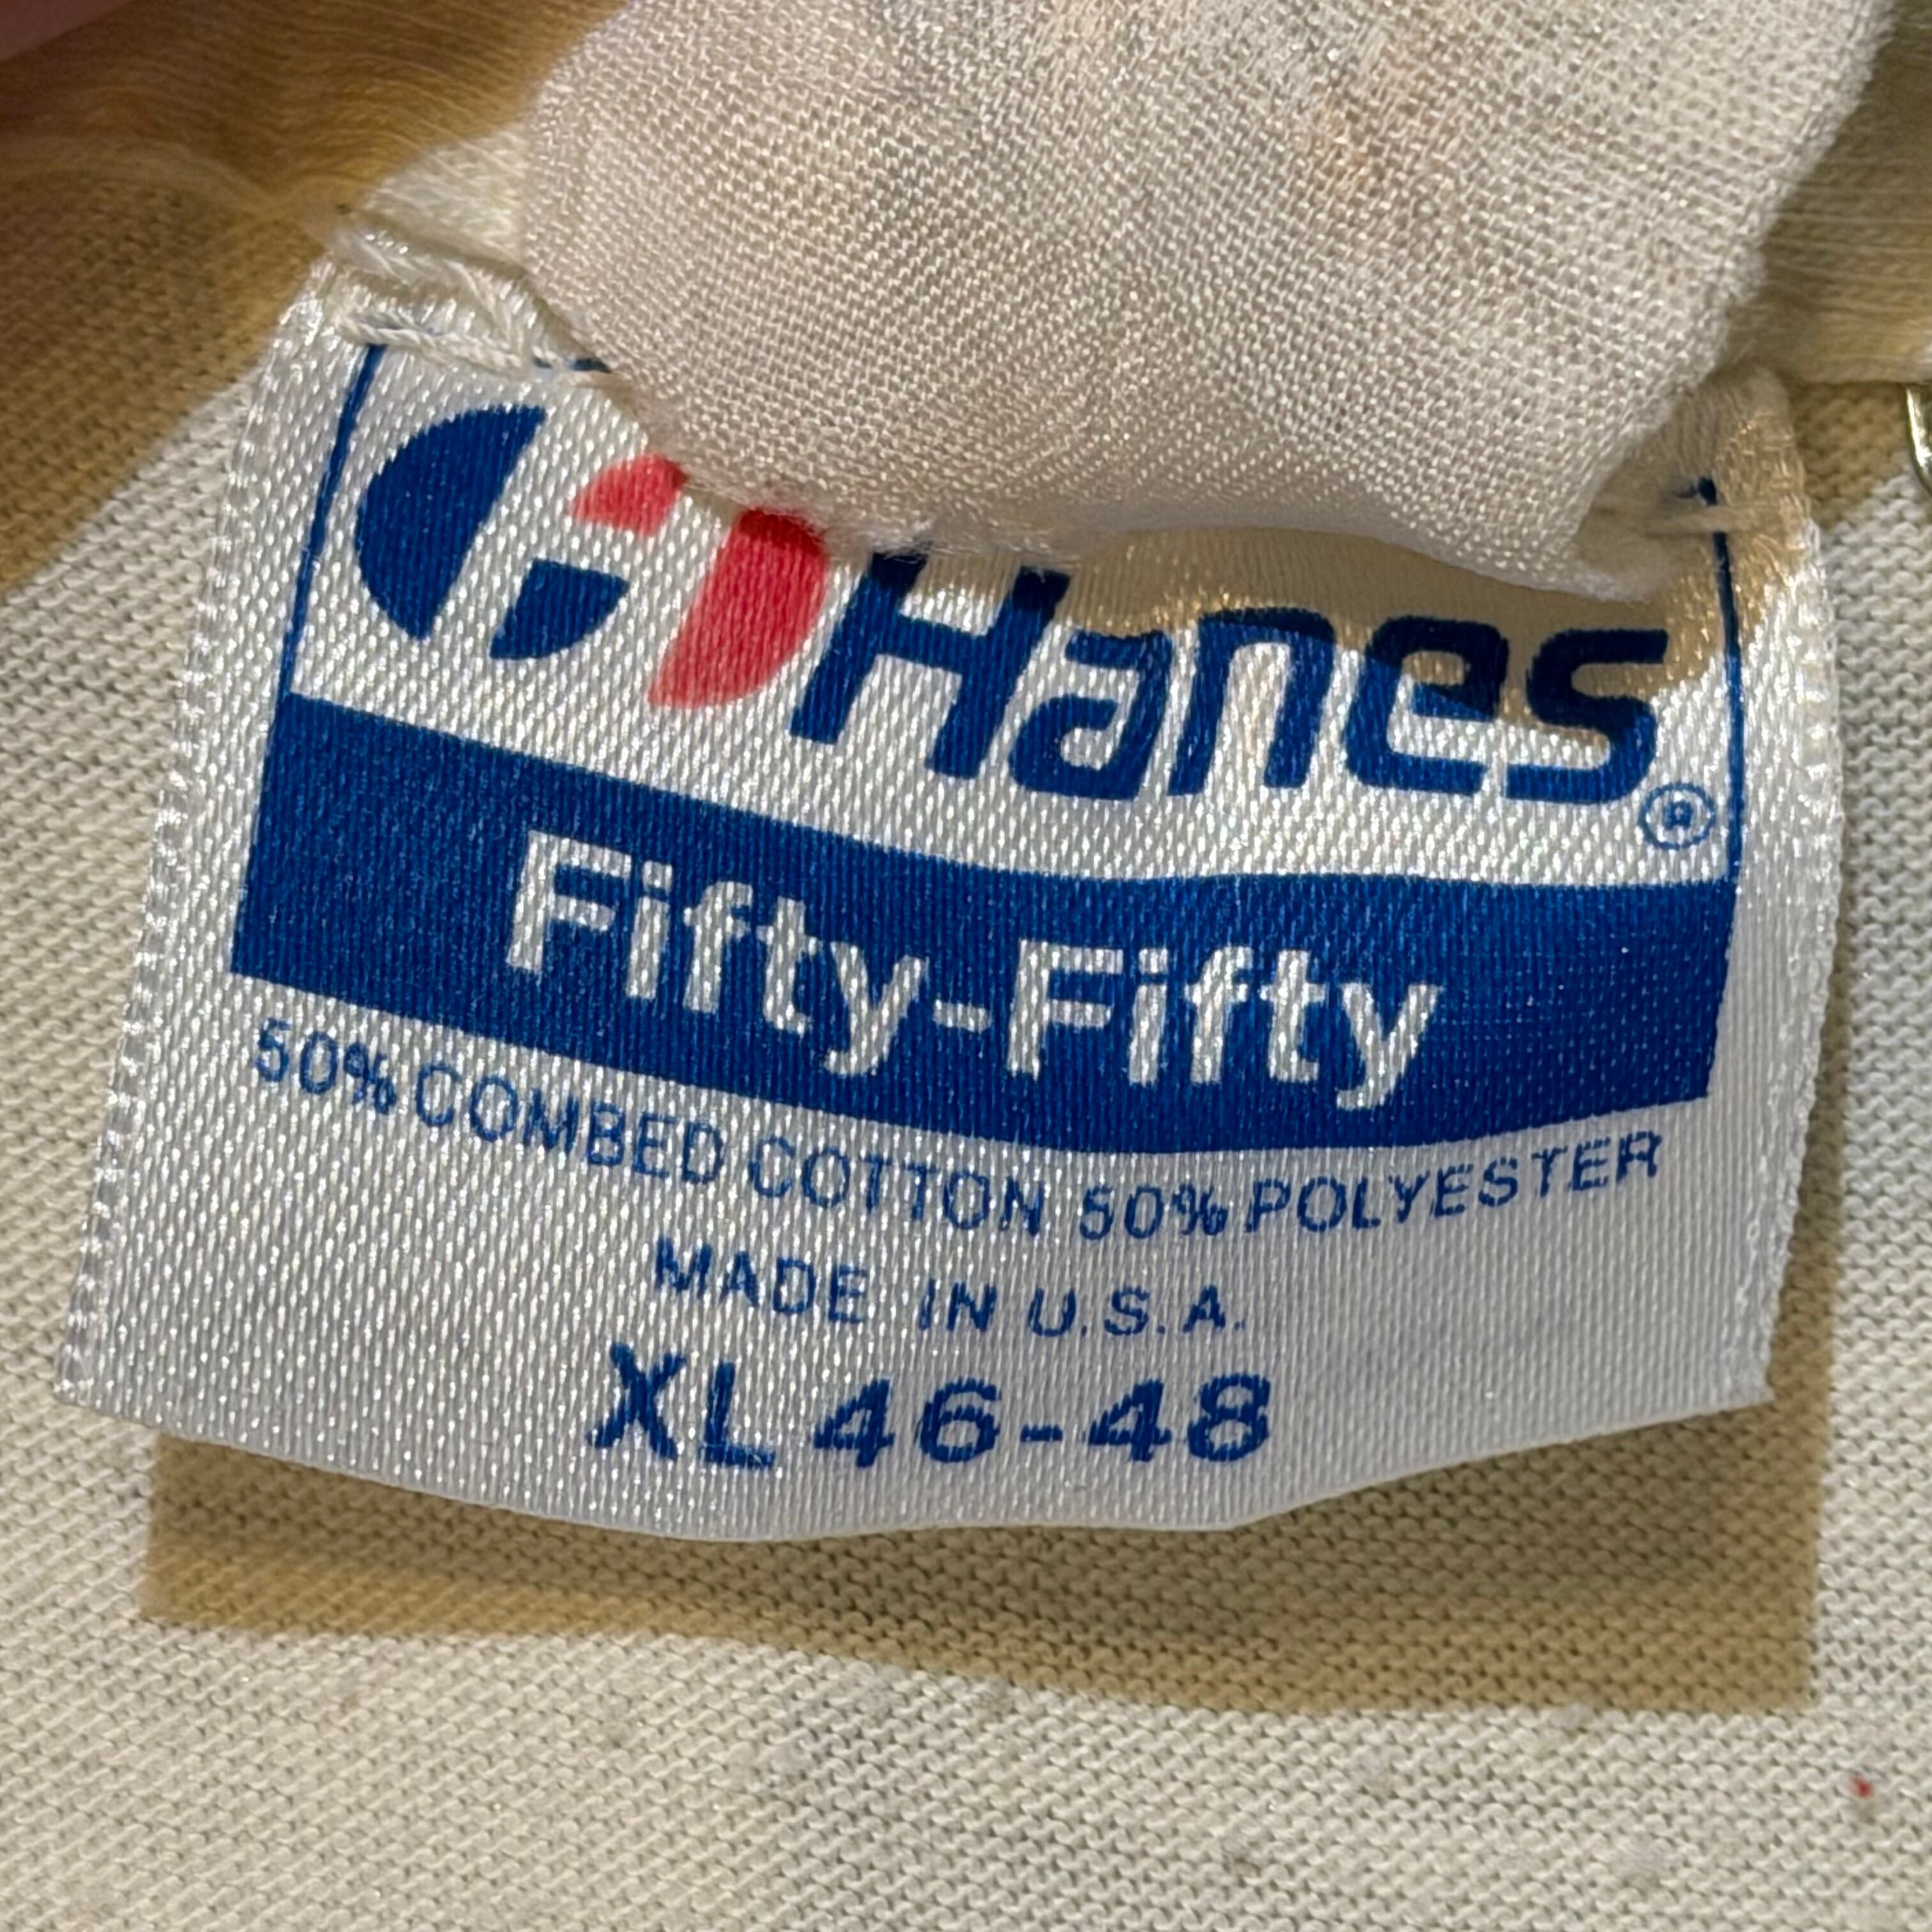 Hanes®
Fifty-Fifty
50% COMBED COTTON 50% POLYESTER
MADE IN U.S.A.
XL 46-48